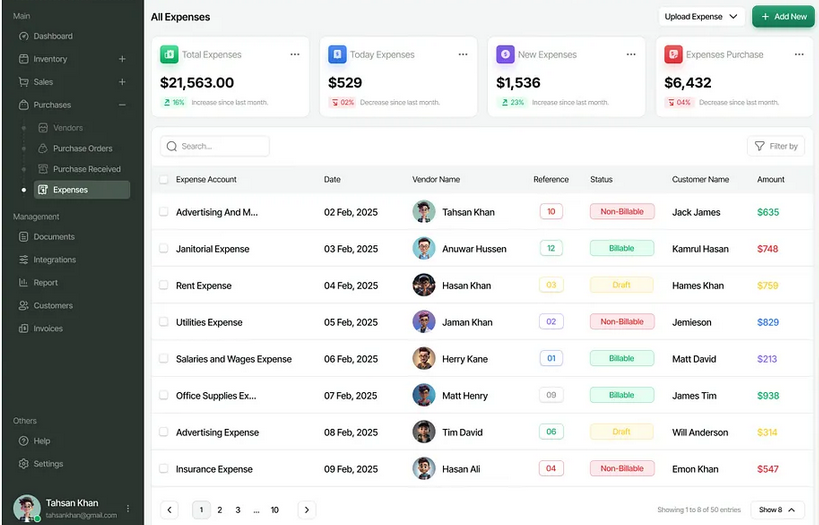 Main
Dashboard
Inventory
Sales
Purchases
Vendors
Purchase Orders
Purchase Received
Expenses
Management
Documents
Integrations
Report
Customers
Invoices
Others
Help
Settings
Tahsan Khan
tahsankhan@gmail.com
All Expenses
Upload Expense
+ Add New
Total Expenses
$21,563.00
16% Increase since last month.
Today Expenses
$529
02% Decrease since last month.
New Expenses
$1,536
23% Increase since last month.
Expenses Purchase
$6,432
04% Decrease since last month.
Search...
Filter by
Expense Account Date Vendor Name Reference Status Customer Name Amount
Advertising And M... 02 Feb, 2025 Tahsan Khan 10 Non-Billable Jack James $635
Janitorial Expense 03 Feb, 2025 Anuwar Hussen 12 Billable Kamrul Hasan $748
Rent Expense 04 Feb, 2025 Hasan Khan 03 Draft Hames Khan $759
Utilities Expense 05 Feb, 2025 Jaman Khan 02 Non-Billable Jemieson $829
Salaries and Wages Expense 06 Feb, 2025 Herry Kane 01 Billable Matt David $213
Office Supplies Ex... 07 Feb, 2025 Matt Henry 09 Billable James Tim $938
Advertising Expense 08 Feb, 2025 Tim David 06 Draft Will Anderson $314
Insurance Expense 09 Feb, 2025 Hasan Ali 04 Non-Billable Emon Khan $547
1 2 3 ... 10
Showing 1 to 8 of 50 entries
Show 8